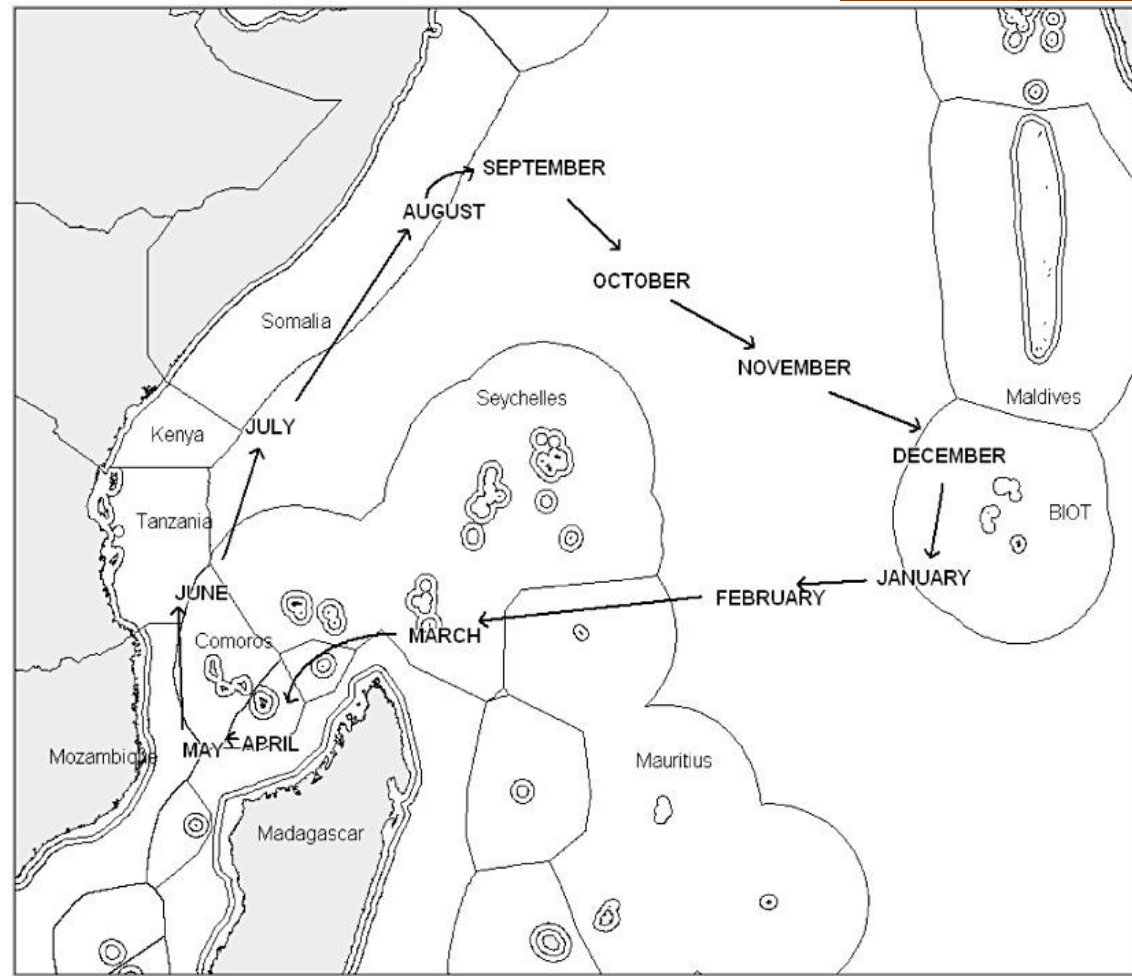 SEPTEMBER
AUGUST
OCTOBER
Somalia
NOVEMBER
Seychelles
Maldives
JULY
Kenya
DECEMBER
Tanzania
BIOT
JANUARY
JUNE
FEBRUARY
MARCH
Comoros
MAY
APRIL
Mozambique
Mauritius
Madagascar